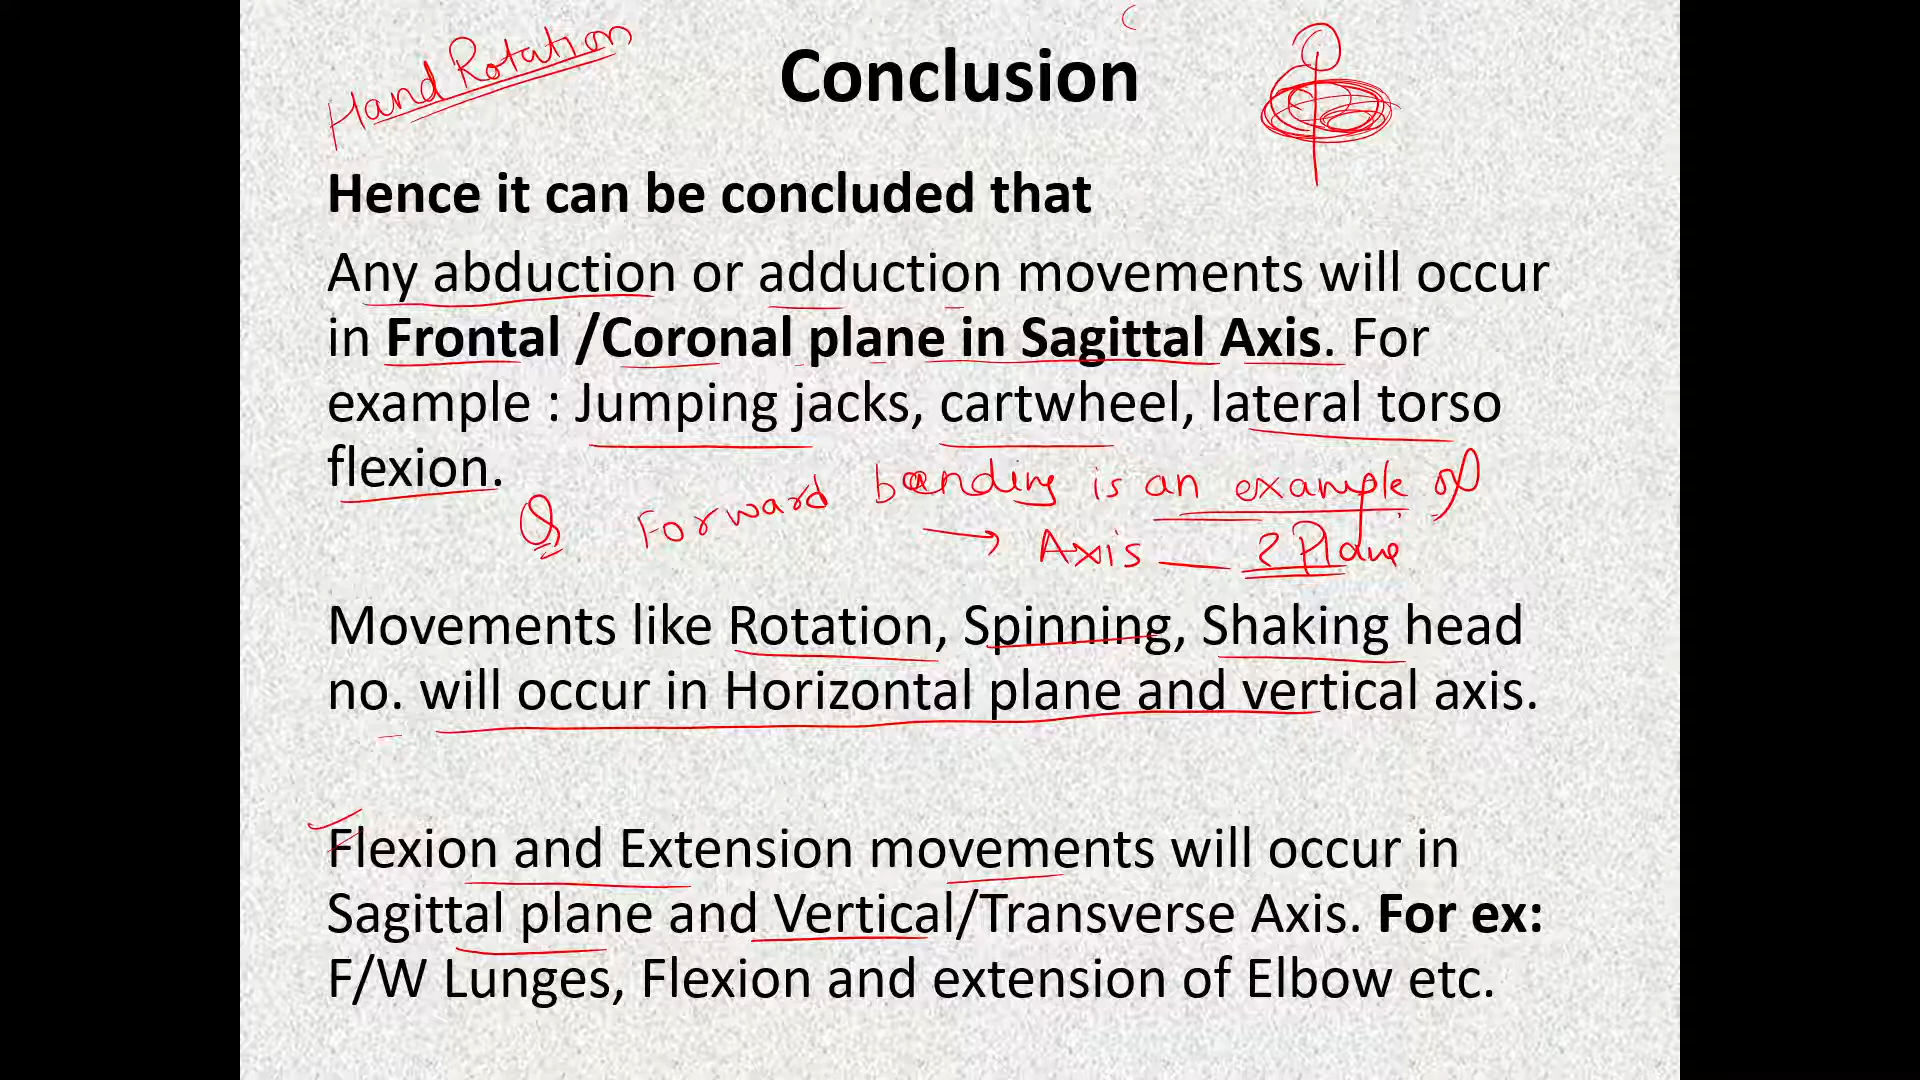 Hand Rotation
Conclusion
Hence it can be concluded that
Any abduction or adduction movements will occur
in Frontal /Coronal plane in Sagittal Axis. For
example : Jumping jacks, cartwheel, lateral torso
flexion.
Q Forward bending is an example of
→ Axis __ ? Plane
Movements like Rotation, Spinning, Shaking head
no. will occur in Horizontal plane and vertical axis.
Flexion and Extension movements will occur in
Sagittal plane and Vertical/Transverse Axis. For ex:
F/W Lunges, Flexion and extension of Elbow etc.